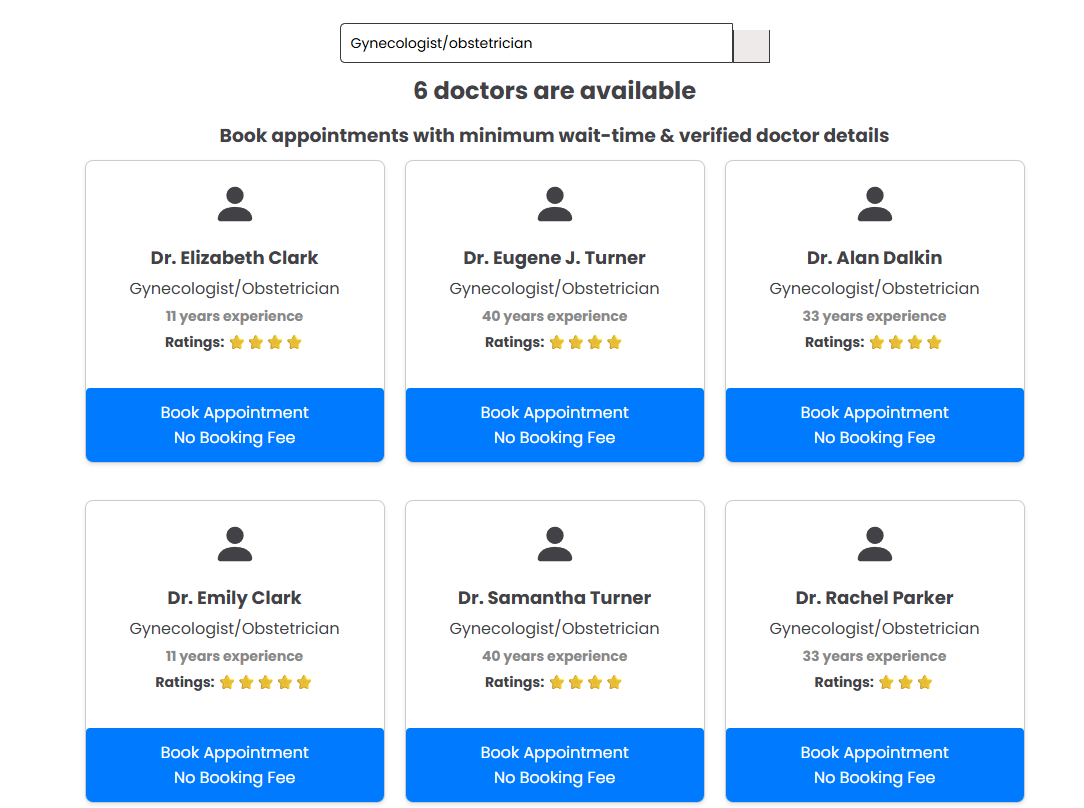 Gynecologist/obstetrician
6 doctors are available
Book appointments with minimum wait-time & verified doctor details
Dr. Elizabeth Clark
Gynecologist/Obstetrician
11 years experience
Ratings:
Book Appointment
No Booking Fee
Dr. Eugene J. Turner
Gynecologist/Obstetrician
40 years experience
Ratings:
Book Appointment
No Booking Fee
Dr. Alan Dalkin
Gynecologist/Obstetrician
33 years experience
Ratings:
Book Appointment
No Booking Fee
Dr. Emily Clark
Gynecologist/Obstetrician
11 years experience
Ratings:
Book Appointment
No Booking Fee
Dr. Samantha Turner
Gynecologist/Obstetrician
40 years experience
Ratings:
Book Appointment
No Booking Fee
Dr. Rachel Parker
Gynecologist/Obstetrician
33 years experience
Ratings:
Book Appointment
No Booking Fee